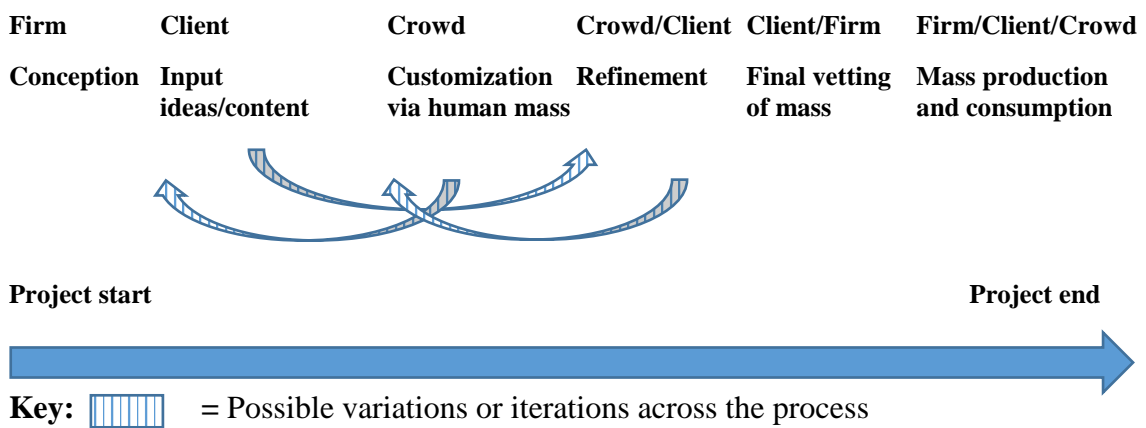 Firm Client Crowd Crowd/Client Client/Firm Firm/Client/Crowd
Conception Input Customization Refinement Final vetting Mass production
ideas/content via human mass of mass and consumption
Project start Project end
Key: = Possible variations or iterations across the process